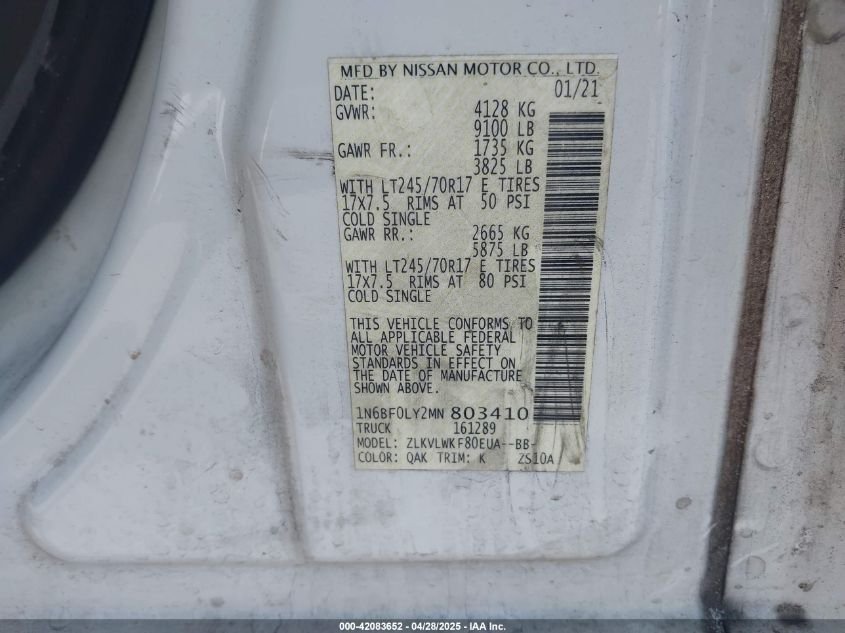 MFD BY NISSAN MOTOR CO., LTD.
DATE: 01/21
GVWR: 4128 KG
9100 LB
GAWR FR.: 1735 KG
3825 LB
WITH LT245/70R17 E TIRES
17X7.5 RIMS AT 50 PSI
COLD SINGLE
GAWR RR.: 2665 KG
5875 LB
WITH LT245/70R17 E TIRES
17X7.5 RIMS AT 80 PSI
COLD SINGLE
THIS VEHICLE CONFORMS TO
ALL APPLICABLE FEDERAL
MOTOR VEHICLE SAFETY
STANDARDS IN EFFECT ON
THE DATE OF MANUFACTURE
SHOWN ABOVE.
1N6BF0LY2MN 803410
TRUCK 161289
MODEL: ZLKVLWKF80EUA--BB-
COLOR: QAK TRIM: K ZS10A
000-42083652 - 04/28/2025 - IAA Inc.